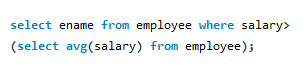 select ename from employee where salary>
(select avg(salary) from employee);